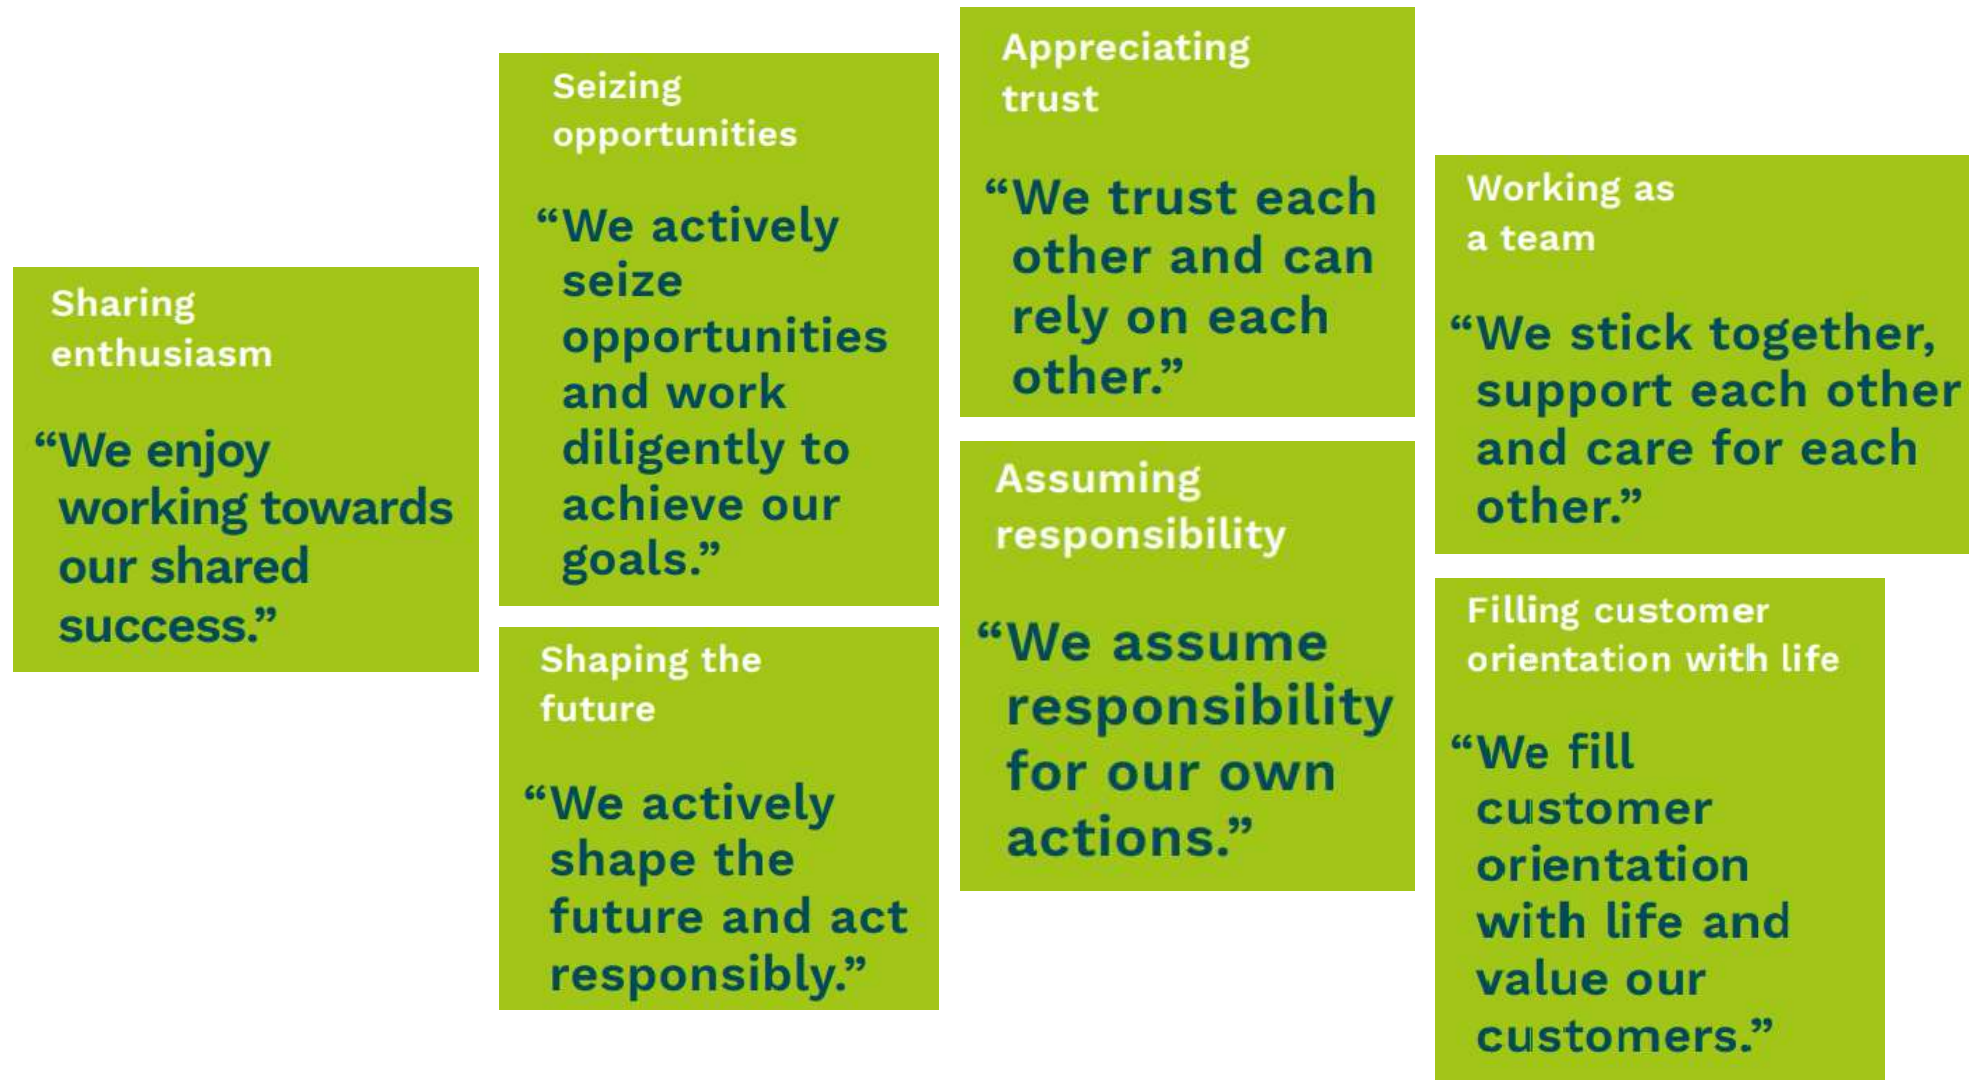 Sharing
enthusiasm
“We enjoy
working towards
our shared
success.”
Seizing
opportunities
“We actively
seize
opportunities
and work
diligently to
achieve our
goals.”
Shaping the
future
“We actively
shape the
future and act
responsibly.”
Appreciating
trust
“We trust each
other and can
rely on each
other.”
Assuming
responsibility
“We assume
responsibility
for our own
actions.”
Working as
a team
“We stick together,
support each other
and care for each
other.”
Filling customer
orientation with life
“We fill
customer
orientation
with life and
value our
customers.”